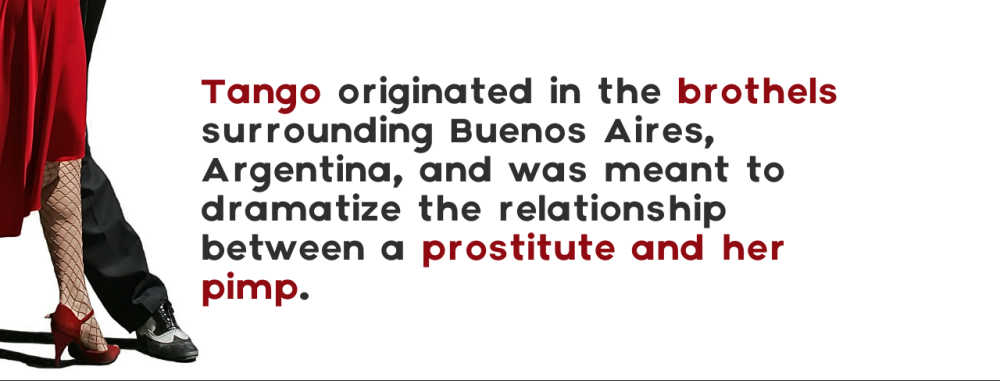 Tango originated in the brothels
surrounding Buenos Aires,
Argentina, and was meant to
dramatize the relationship
between a prostitute and her
pimp.